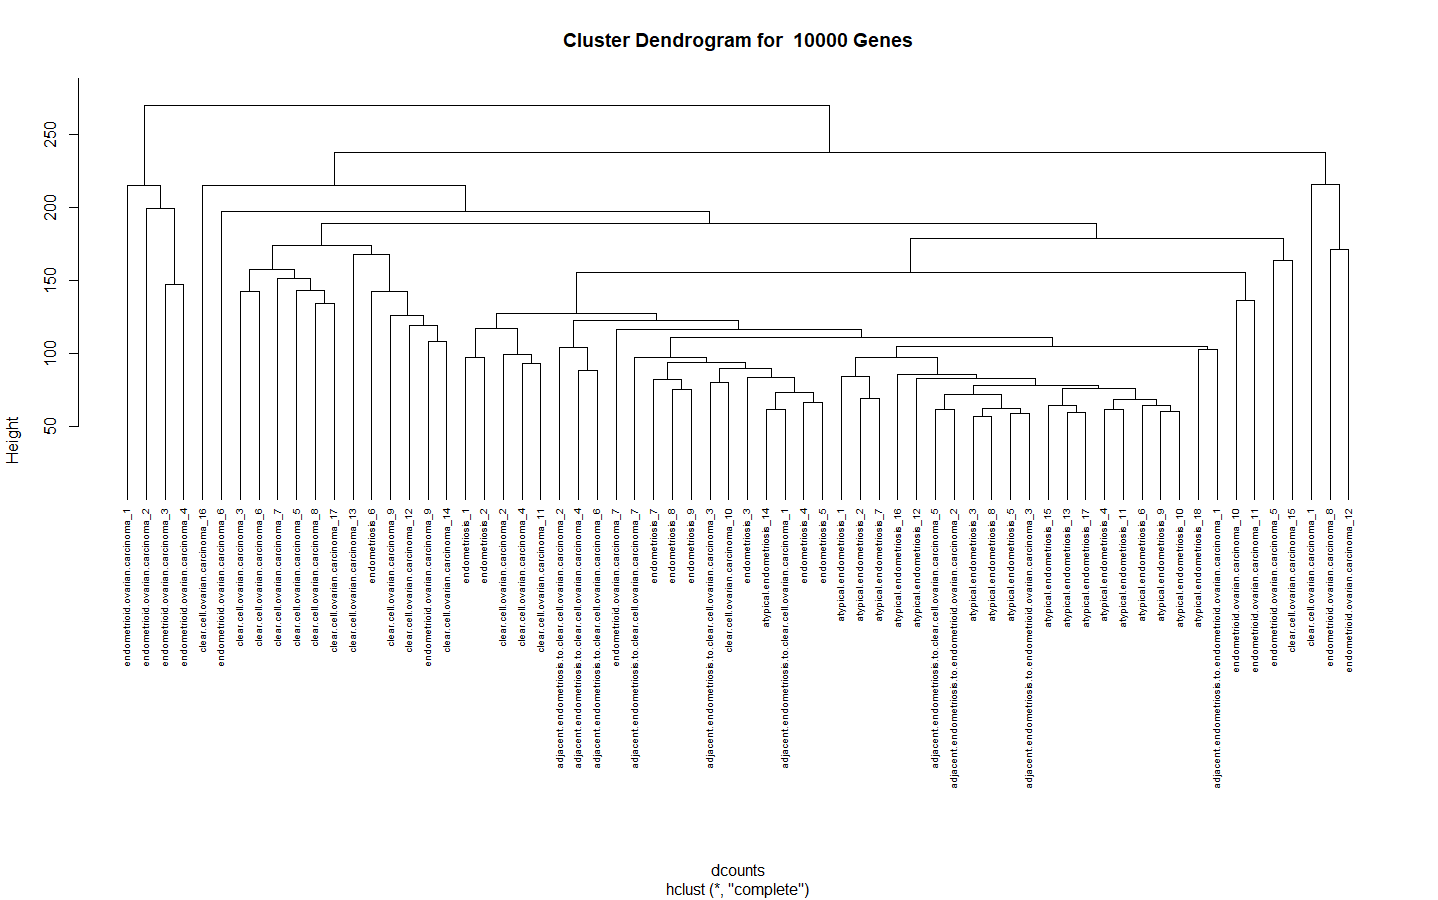 Cluster Dendrogram for  10000 Genes
Height
250
200
150
100
50
endometrioid.ovarian.carcinoma_1
endometrioid.ovarian.carcinoma_2
endometrioid.ovarian.carcinoma_3
endometrioid.ovarian.carcinoma_4
clear.cell.ovarian.carcinoma_16
endometrioid.ovarian.carcinoma_6
clear.cell.ovarian.carcinoma_3
clear.cell.ovarian.carcinoma_6
clear.cell.ovarian.carcinoma_7
clear.cell.ovarian.carcinoma_5
clear.cell.ovarian.carcinoma_8
clear.cell.ovarian.carcinoma_17
clear.cell.ovarian.carcinoma_13
endometriosis_6
clear.cell.ovarian.carcinoma_9
clear.cell.ovarian.carcinoma_12
endometrioid.ovarian.carcinoma_9
clear.cell.ovarian.carcinoma_14
endometriosis_1
endometriosis_2
clear.cell.ovarian.carcinoma_2
clear.cell.ovarian.carcinoma_4
clear.cell.ovarian.carcinoma_11
adjacent.endometriosis.to.clear.cell.ovarian.carcinoma_2
adjacent.endometriosis.to.clear.cell.ovarian.carcinoma_4
adjacent.endometriosis.to.clear.cell.ovarian.carcinoma_6
endometrioid.ovarian.carcinoma_7
adjacent.endometriosis.to.clear.cell.ovarian.carcinoma_7
endometriosis_7
endometriosis_8
endometriosis_9
adjacent.endometriosis.to.clear.cell.ovarian.carcinoma_3
clear.cell.ovarian.carcinoma_10
endometriosis_3
atypical.endometriosis_14
adjacent.endometriosis.to.clear.cell.ovarian.carcinoma_1
endometriosis_4
endometriosis_5
atypical.endometriosis_1
atypical.endometriosis_2
atypical.endometriosis_7
atypical.endometriosis_16
atypical.endometriosis_12
adjacent.endometriosis.to.clear.cell.ovarian.carcinoma_5
adjacent.endometriosis.to.endometrioid.ovarian.carcinoma_2
atypical.endometriosis_3
atypical.endometriosis_8
atypical.endometriosis_5
adjacent.endometriosis.to.endometrioid.ovarian.carcinoma_3
atypical.endometriosis_15
atypical.endometriosis_13
atypical.endometriosis_17
atypical.endometriosis_4
atypical.endometriosis_11
atypical.endometriosis_6
atypical.endometriosis_9
atypical.endometriosis_10
atypical.endometriosis_18
adjacent.endometriosis.to.endometrioid.ovarian.carcinoma_1
endometrioid.ovarian.carcinoma_10
endometrioid.ovarian.carcinoma_11
endometrioid.ovarian.carcinoma_5
clear.cell.ovarian.carcinoma_15
clear.cell.ovarian.carcinoma_1
endometrioid.ovarian.carcinoma_8
endometrioid.ovarian.carcinoma_12
dcounts
hclust (*, "complete")